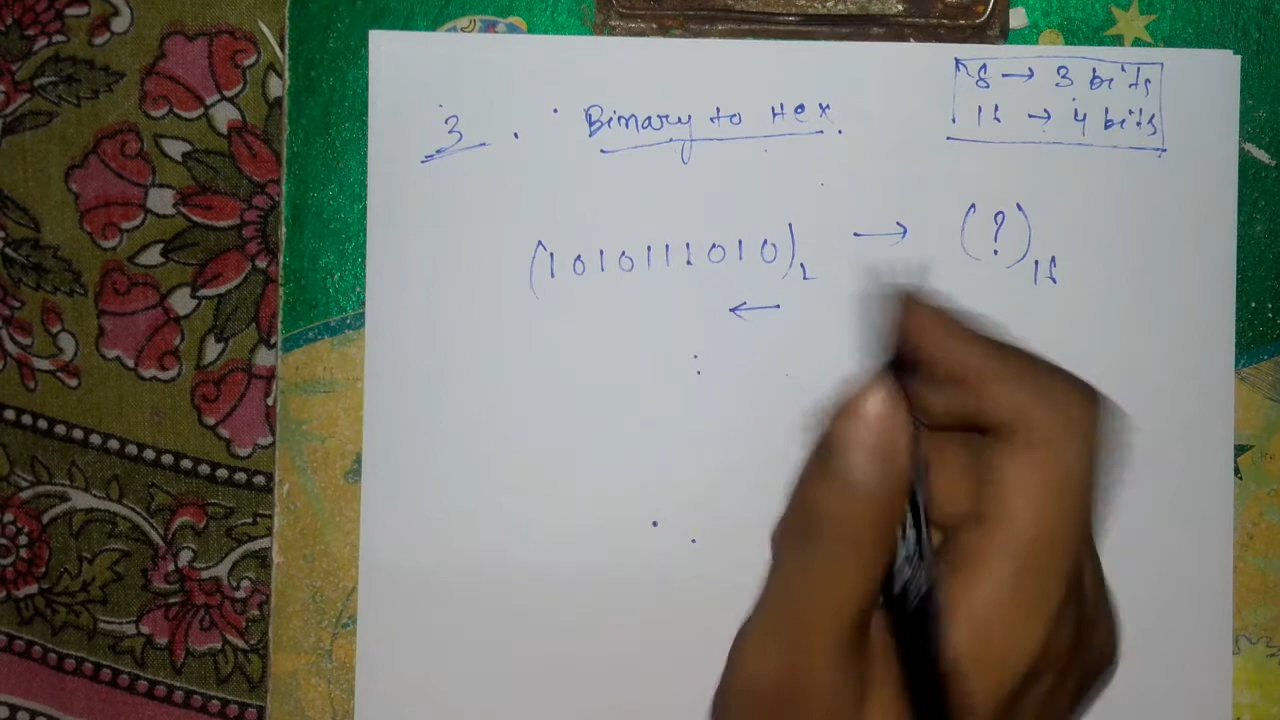 8 → 3 bits
16 → 4 bits
3. Binary to Hex.
(1010111010)2 → (?)16
←